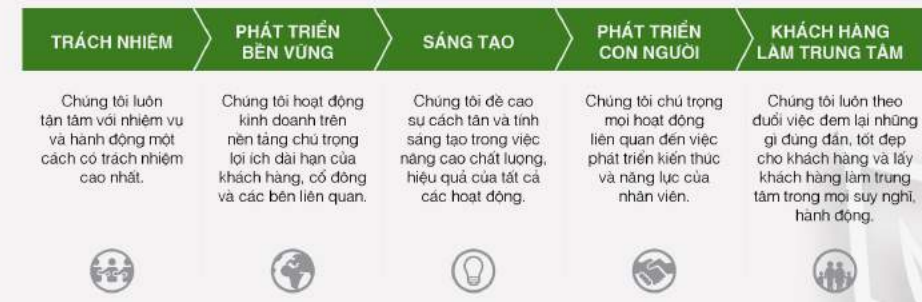 TRÁCH NHIỆM
Chúng tôi luôn
tận tâm với nhiệm vụ
và hành động một
cách có trách nhiệm
cao nhất.
PHÁT TRIỂN
BỀN VỮNG
Chúng tôi hoạt động
kinh doanh trên
nền tảng chú trọng
lợi ích dài hạn của
khách hàng, cổ đông
và các bên liên quan.
SÁNG TẠO
Chúng tôi đề cao
sự cách tân và tính
sáng tạo trong việc
nâng cao chất lượng,
hiệu quả của tất cả
các hoạt động.
PHÁT TRIỂN
CON NGƯỜI
Chúng tôi chú trọng
mọi hoạt động
liên quan đến việc
phát triển kiến thức
và năng lực của
nhân viên.
KHÁCH HÀNG
LÀM TRUNG TÂM
Chúng tôi luôn theo
đuổi việc đem lại những
gì đúng đắn, tốt đẹp
cho khách hàng và lấy
khách hàng làm trung
tâm trong mọi suy nghĩ,
hành động.